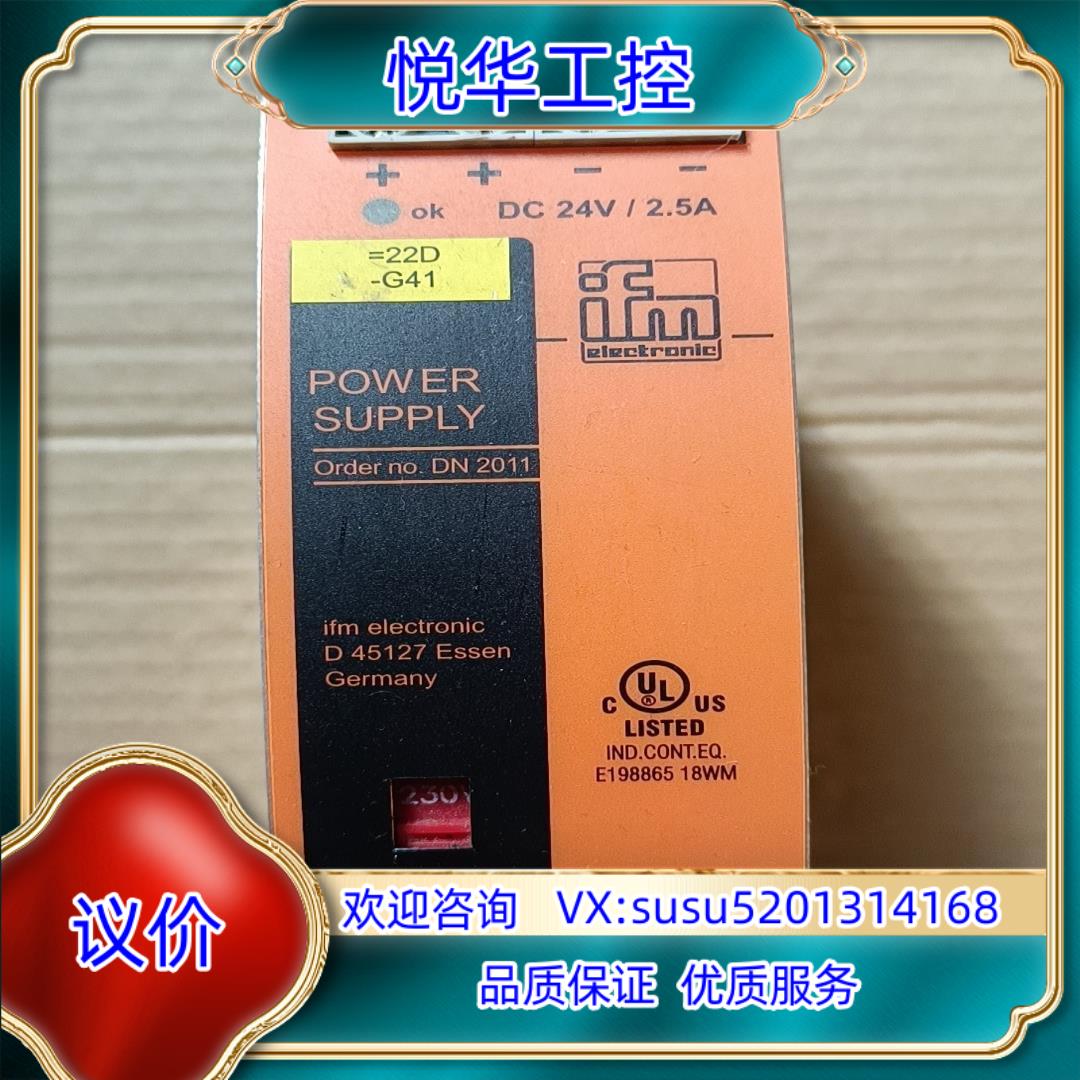 悦华工控
+ + - -
ok DC 24V / 2.5A
=22D
-G41
ifm
electronic
POWER
SUPPLY
Order no. DN 2011
ifm electronic
D 45127 Essen
Germany
C UL US
®
LISTED
IND.CONT.EQ.
E198865 18WM
230V
议价
欢迎咨询 VX:susu5201314168
品质保证 优质服务